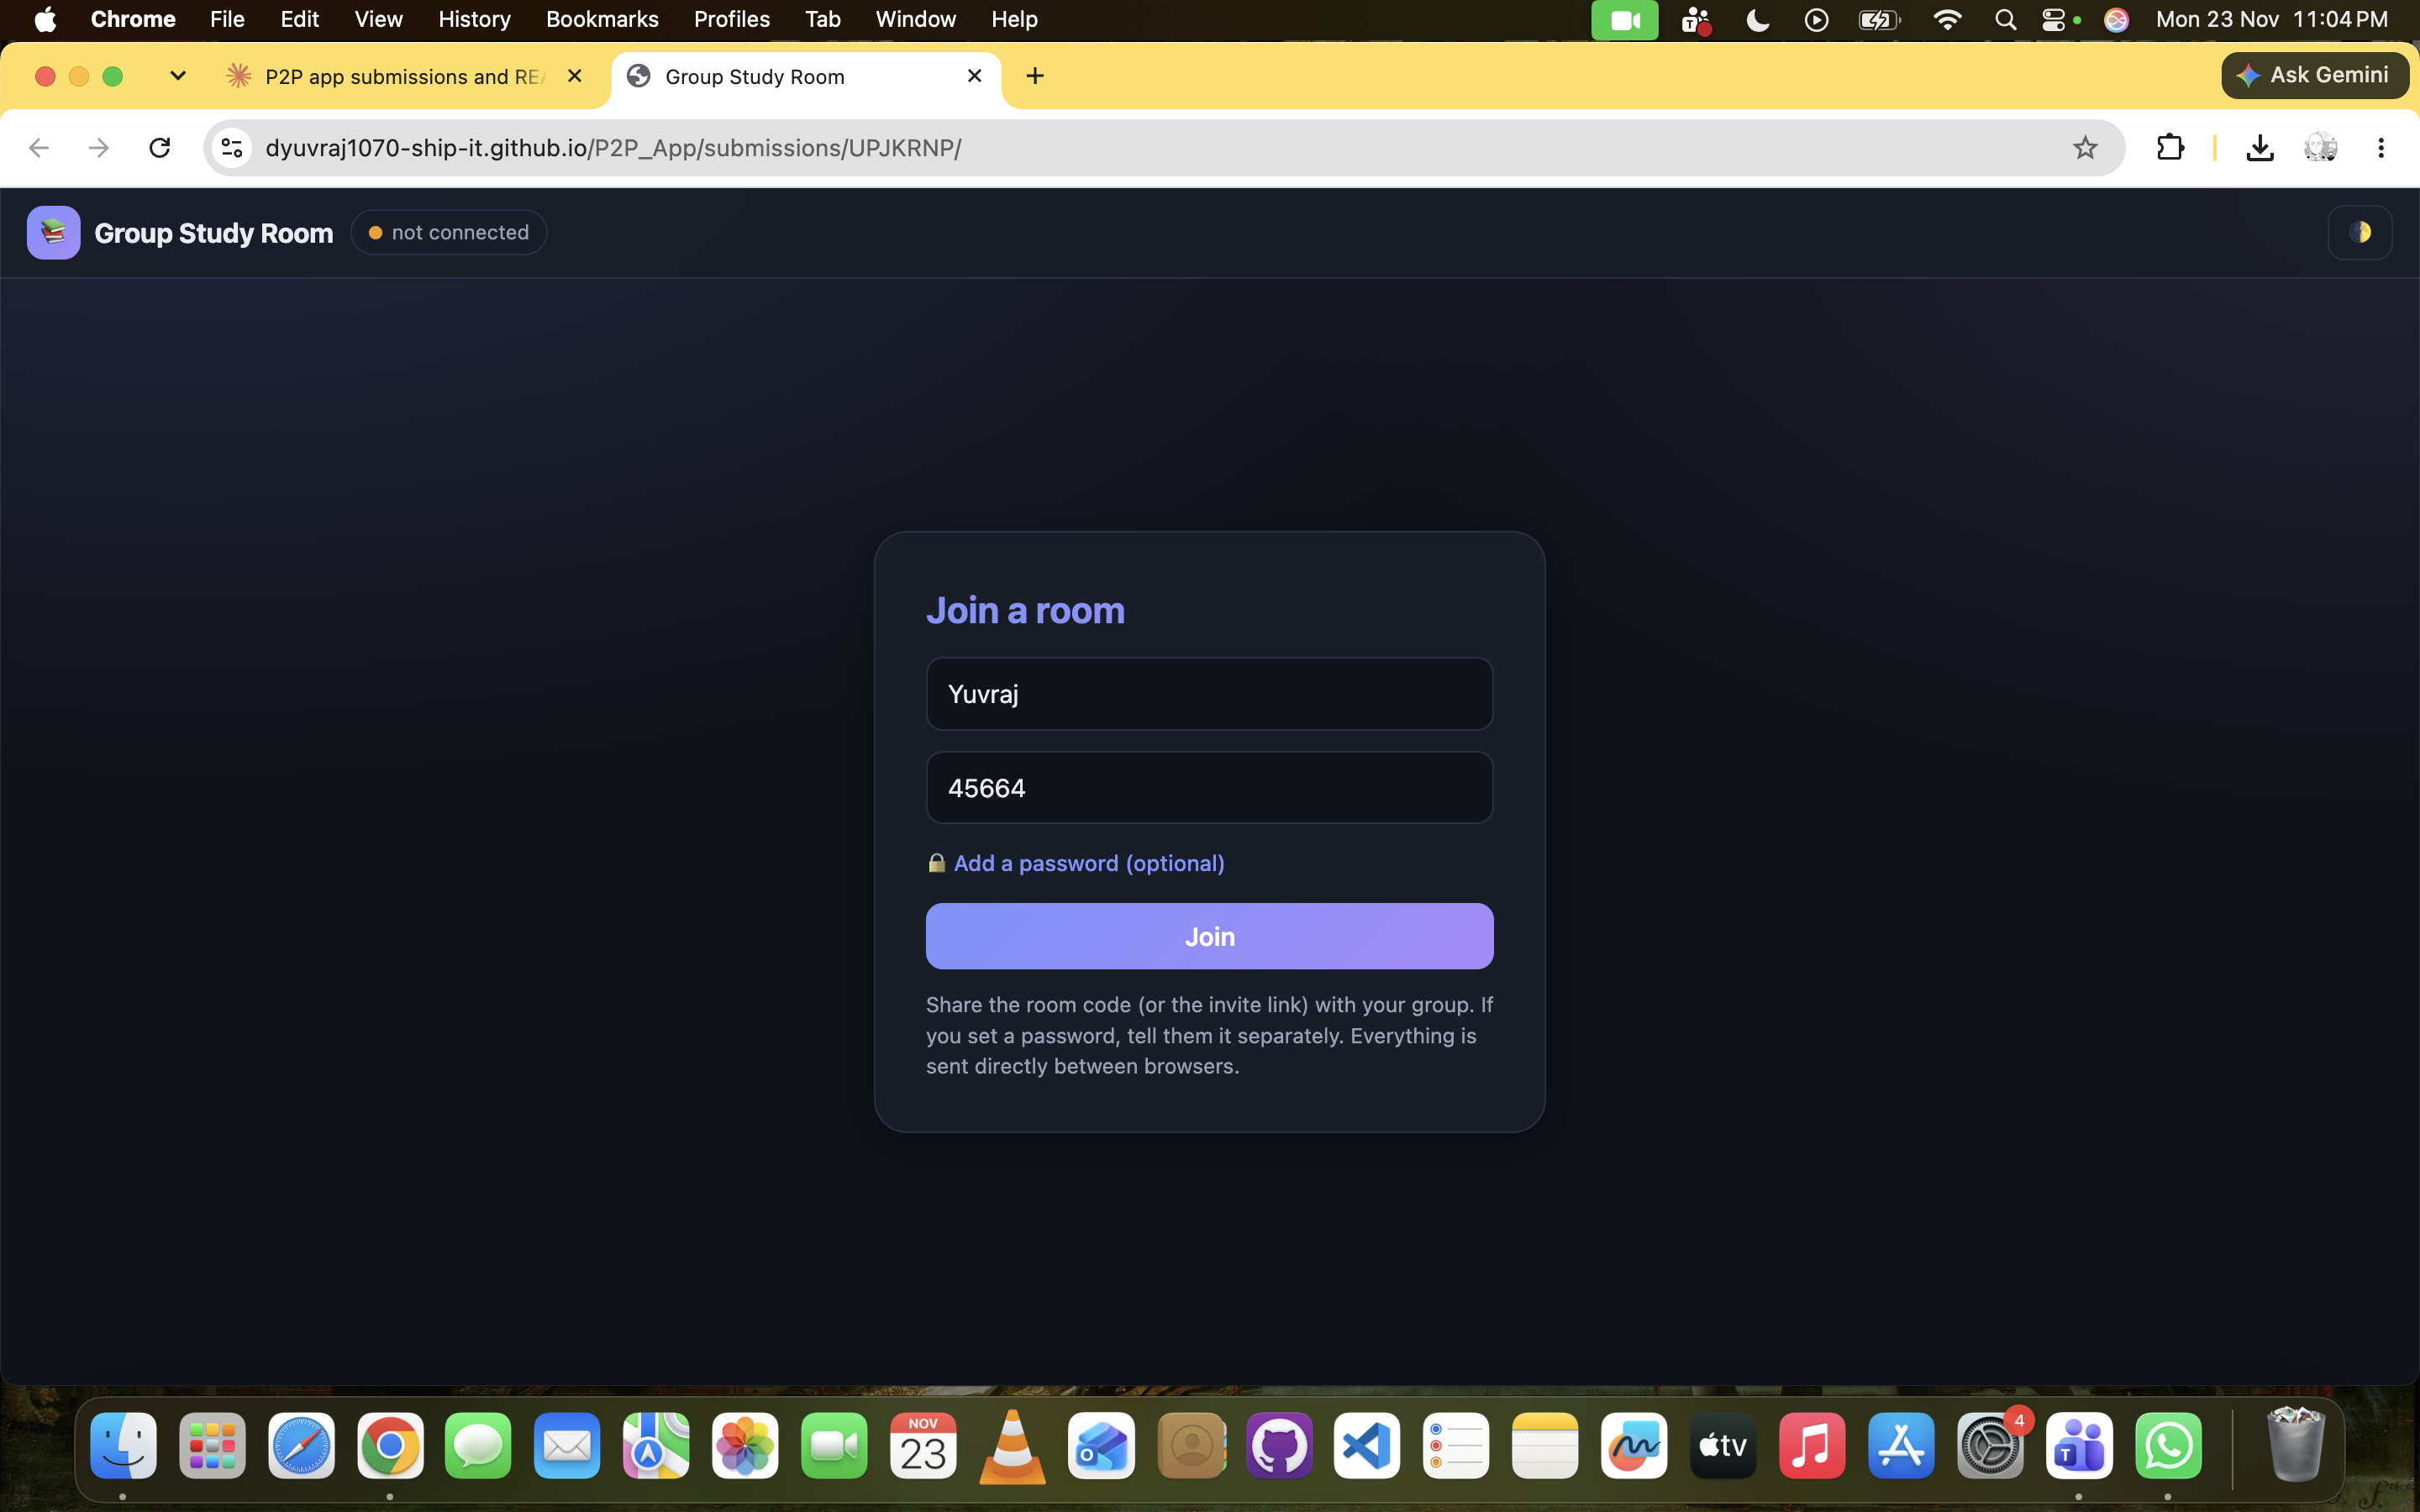 Chrome File Edit View History Bookmarks Profiles Tab Window Help
Mon 23 Nov 11:04 PM
P2P app submissions and REA
Group Study Room
Ask Gemini
dyuvraj1070-ship-it.github.io/P2P_App/submissions/UPJKRNP/
Group Study Room
not connected
Join a room
Yuvraj
45664
Add a password (optional)
Join
Share the room code (or the invite link) with your group. If
you set a password, tell them it separately. Everything is
sent directly between browsers.
NOV
23
tv
4